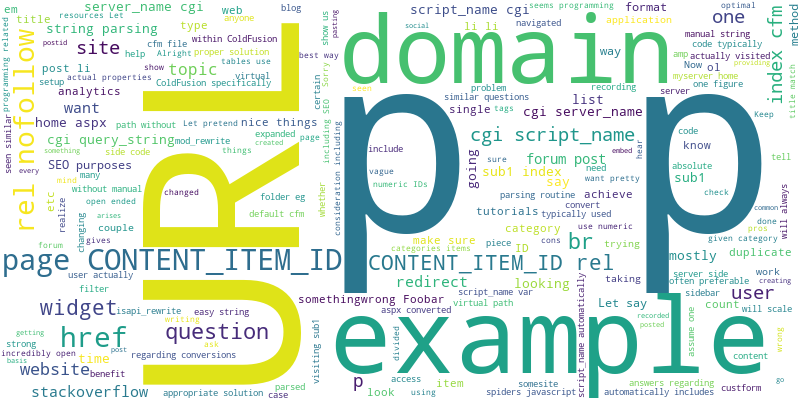 em
resources Let
server_name cgi
web
blog
show us
pasting
script_name cgi
li li
navigated
seems programming
format
one
optimal
method
title
anyone
string parsing
type
within ColdFusion
social
application
manual string
code typically
postid
site
cfm file
Alright
proper solution
best way
domain
way
amp
actually visited
index cfm
programming related
help
tables use
Sorry
Now ol
myserver home
post li
topic
show
virtual
problem
recording
server
one figure
setup
actual properties
ColdFusion specifically
certain
seen
similar questions
list
tags
title match
rel nofollow
analytics
want
URL
p
p
single
cgi server_name
Keep
path without
Let pretend
nice things
home aspx
mod_rewrite
expanded
page
including SEO
cgi script_name
code
know
cgi query_string
created
things
include
sure
hear
embed
absolute
tell
seen similar
something
side code
whether
forum post
need
vague
SEO purposes
folder eg
going
sub1 index
sub1
check
every
many
mind
changed
numeric IDs
say
want pretty
without manual
etc
parsing routine
achieve
common
open ended
default cfm
consideration including
convert
done
will always
realize
couple
tutorials
typically used
pros
changing
arises
category
use numeric
given category
forum
gives
make sure
piece
cons
br
trying
duplicate
categories items
ID
mostly
page CONTENT_ITEM_ID
CONTENT_ITEM_ID rel
server side
work
user actually
redirect
looking
taking
often preferable
creating
filter
script_name var
sidebar
will scale
widget
isapi_rewrite
easy string
somethingwrong Foobar
virtual path
Let say
user
count
writing
aspx converted
script_name automatically
recorded
posted
assume one
wrong
getting
strong
href
question
example
content
incredibly open
post
time
ask
basis
regarding conversions
visiting sub1
divided
website
benefit
parsed
p
access
item
somesite
answers regarding
custform
go
stackoverflow
appropriate solution
case
look
using
spiders javascript
automatically includes
providing